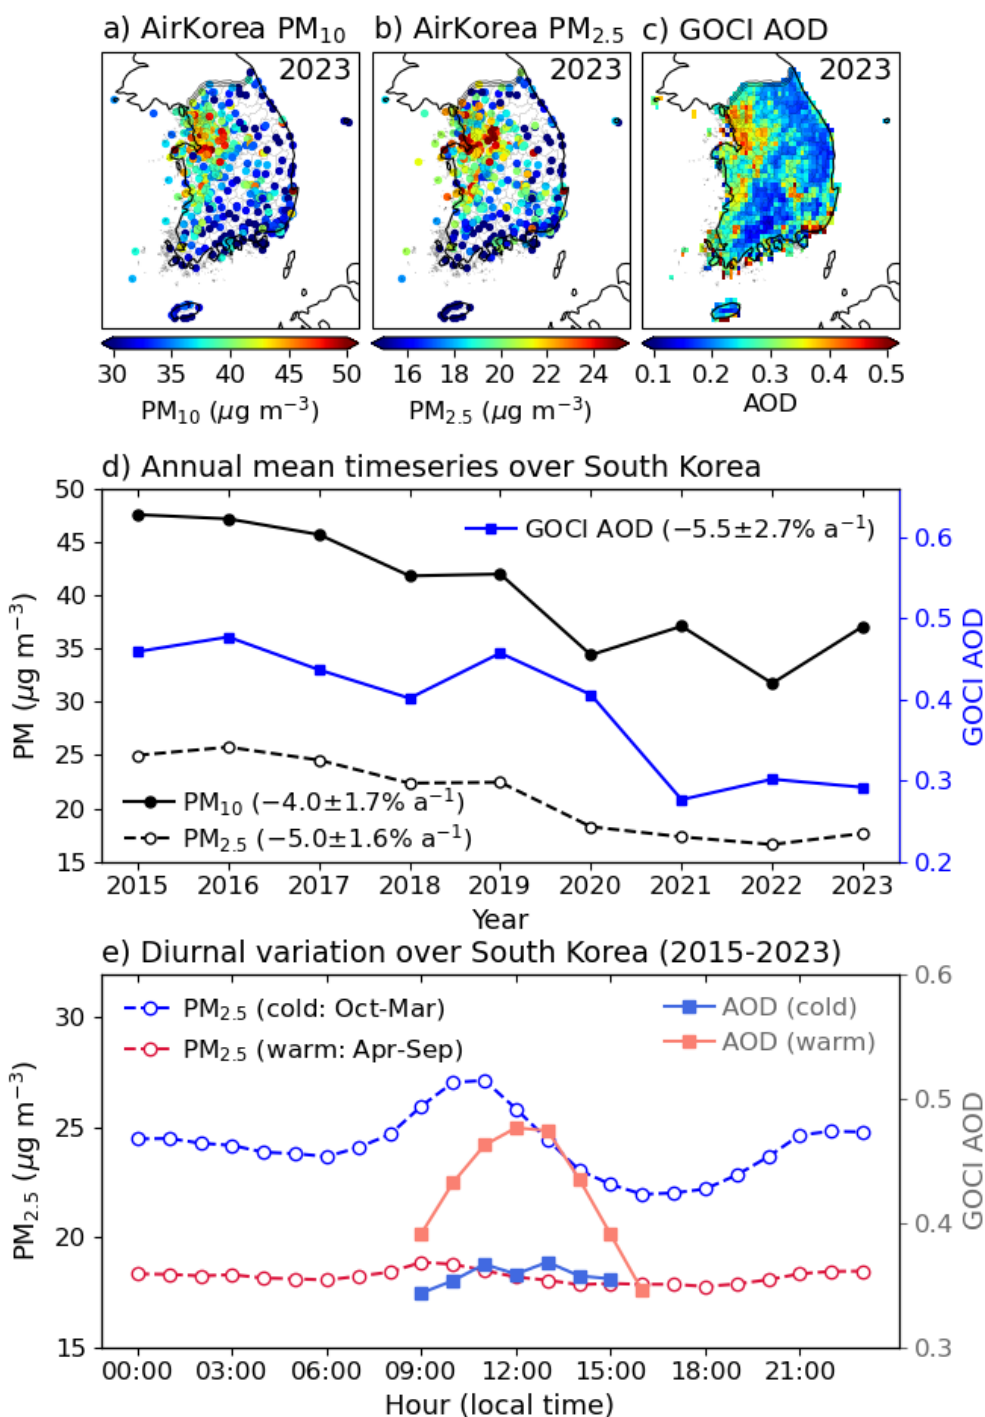 a) AirKorea PM₁₀
b) AirKorea PM₂.₅
c) GOCI AOD
2023
2023
2023
30 35 40 45 50
16 18 20 22 24
0.1 0.2 0.3 0.4 0.5
PM₁₀ (μg m⁻³)
PM₂.₅ (μg m⁻³)
AOD
d) Annual mean timeseries over South Korea
50
45
40
35
30
25
20
15
PM (μg m⁻³)
GOCI AOD (−5.5±2.7% a⁻¹)
PM₁₀ (−4.0±1.7% a⁻¹)
PM₂.₅ (−5.0±1.6% a⁻¹)
0.6
0.5
0.4
0.3
0.2
GOCI AOD
2015 2016 2017 2018 2019 2020 2021 2022 2023
Year
e) Diurnal variation over South Korea (2015-2023)
30
25
20
15
PM₂.₅ (μg m⁻³)
PM₂.₅ (cold: Oct-Mar)
PM₂.₅ (warm: Apr-Sep)
AOD (cold)
AOD (warm)
0.6
0.5
0.4
0.3
GOCI AOD
00:00 03:00 06:00 09:00 12:00 15:00 18:00 21:00
Hour (local time)